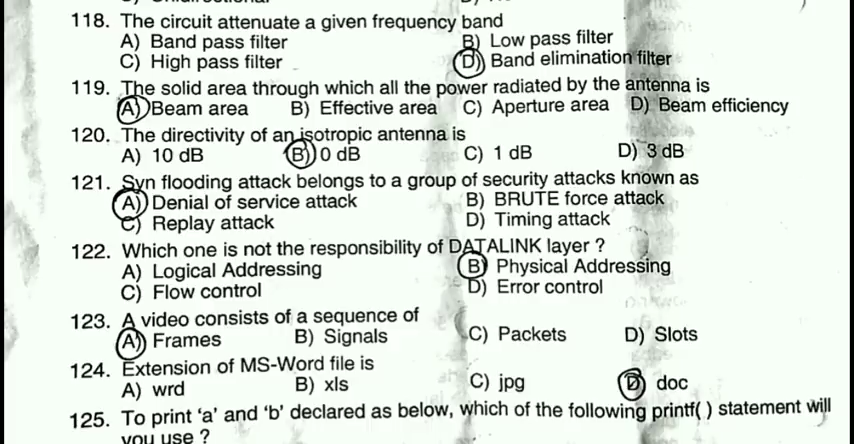 118. The circuit attenuate a given frequency band
A) Band pass filter B) Low pass filter
C) High pass filter D) Band elimination filter
119. The solid area through which all the power radiated by the antenna is
A) Beam area B) Effective area C) Aperture area D) Beam efficiency
120. The directivity of an isotropic antenna is
A) 10 dB B) 0 dB C) 1 dB D) 3 dB
121. Syn flooding attack belongs to a group of security attacks known as
A) Denial of service attack B) BRUTE force attack
C) Replay attack D) Timing attack
122. Which one is not the responsibility of DATALINK layer ?
A) Logical Addressing B) Physical Addressing
C) Flow control D) Error control
123. A video consists of a sequence of
A) Frames B) Signals C) Packets D) Slots
124. Extension of MS-Word file is
A) wrd B) xls C) jpg D) doc
125. To print 'a' and 'b' declared as below, which of the following printf( ) statement will
you use ?